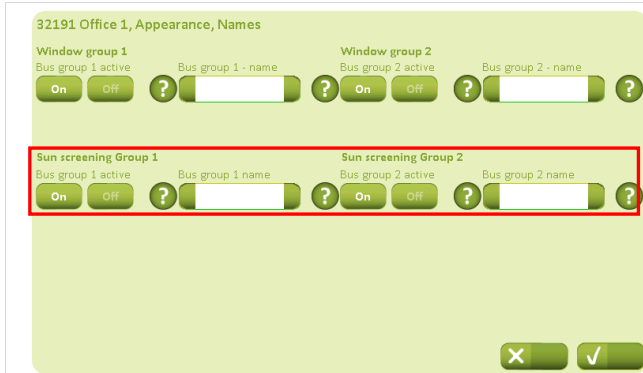 32191 Office 1, Appearance, Names
Window group 1 Window group 2
Bus group 1 active Bus group 1 - name Bus group 2 active Bus group 2 - name
On Off ? ? On Off ? ?
Sun screening Group 1 Sun screening Group 2
Bus group 1 active Bus group 1 name Bus group 2 active Bus group 2 name
On Off ? ? On Off ? ?